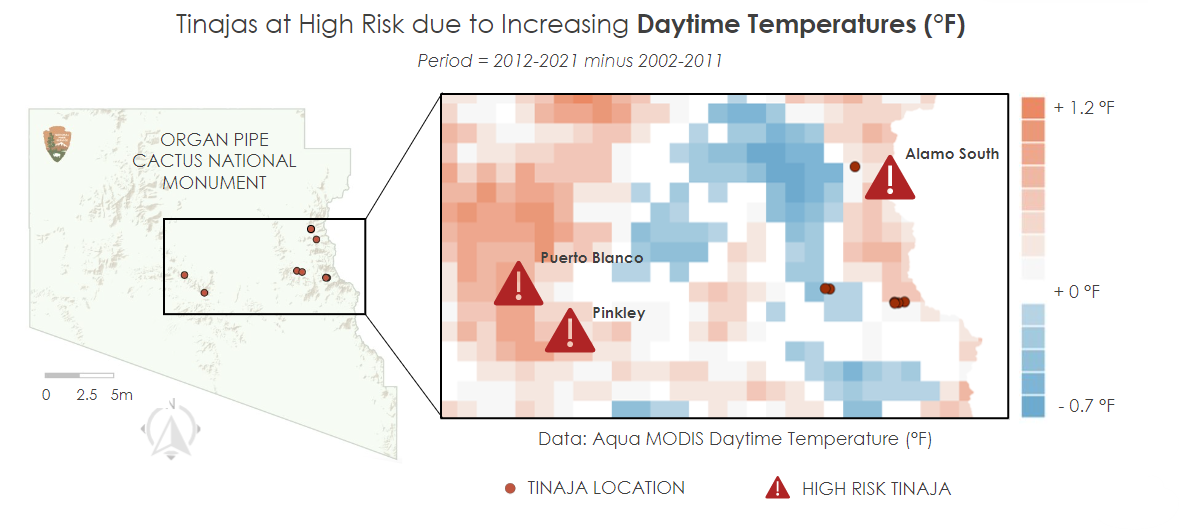 Tinajas at High Risk due to Increasing Daytime Temperatures (°F)
Period = 2012-2021 minus 2002-2011
ORGAN PIPE
CACTUS NATIONAL
MONUMENT
0 2.5 5m
N
Alamo South
Puerto Blanco
Pinkley
+ 1.2 °F
+ 0 °F
- 0.7 °F
Data: Aqua MODIS Daytime Temperature (°F)
TINAJA LOCATION
HIGH RISK TINAJA